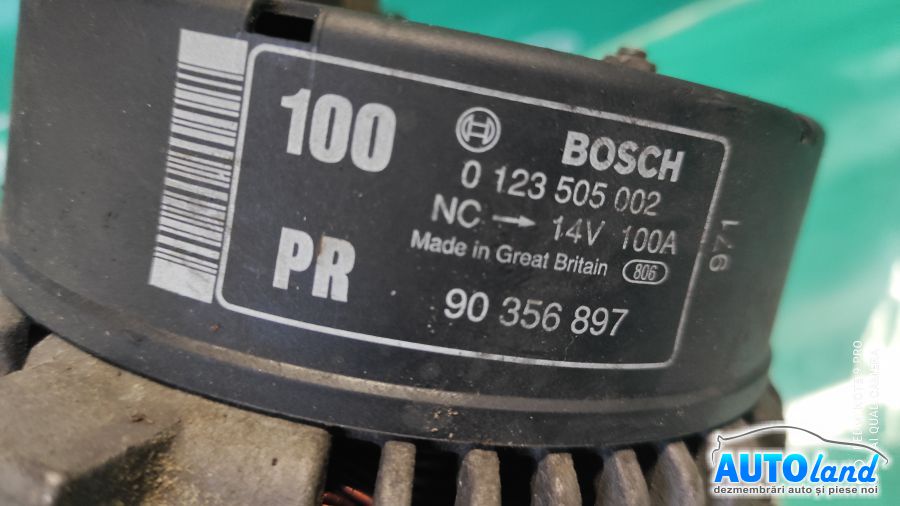 100
PR
BOSCH
0 123 505 002
NC → 14V 100A
Made in Great Britain 806
90 356 897
971
AUTOland
dezmembrări auto și piese noi